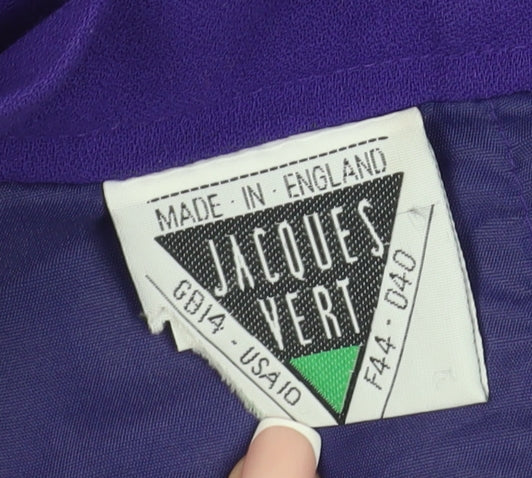 MADE · IN · ENGLAND
JACQUES
VERT
GB14 - USA10
F44 - D40